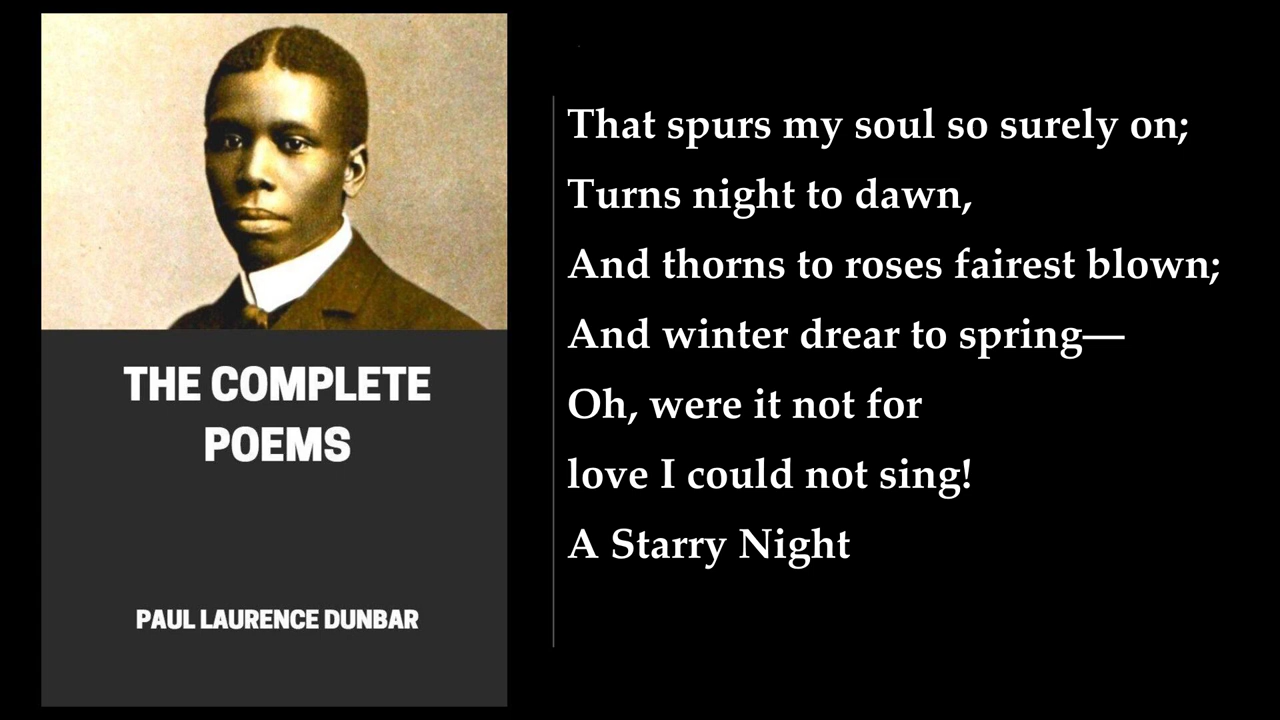 THE COMPLETE
POEMS
PAUL LAURENCE DUNBAR
That spurs my soul so surely on;
Turns night to dawn,
And thorns to roses fairest blown;
And winter drear to spring—
Oh, were it not for
love I could not sing!
A Starry Night